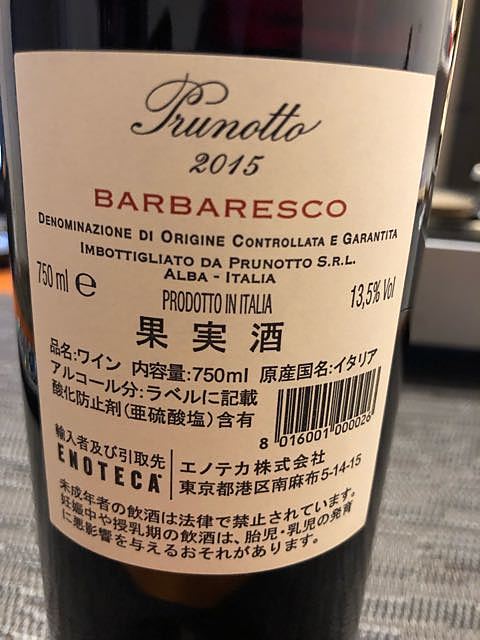 Prunotto
2015
BARBARESCO
DENOMINAZIONE DI ORIGINE CONTROLLATA E GARANTITA
IMBOTTIGLIATO DA PRUNOTTO S.R.L.
ALBA - ITALIA
750 ml ℮ PRODOTTO IN ITALIA 13,5% Vol
果実酒
品名:ワイン 内容量:750ml 原産国名:イタリア
アルコール分:ラベルに記載
酸化防止剤(亜硫酸塩)含有
8 016001 000026
輸入者及び引取先
ENOTECA
エノテカ株式会社
東京都港区南麻布5-14-15
未成年者の飲酒は法律で禁止されています。
妊娠中や授乳期の飲酒は、胎児・乳児の発育
に悪影響を与えるおそれがあります。